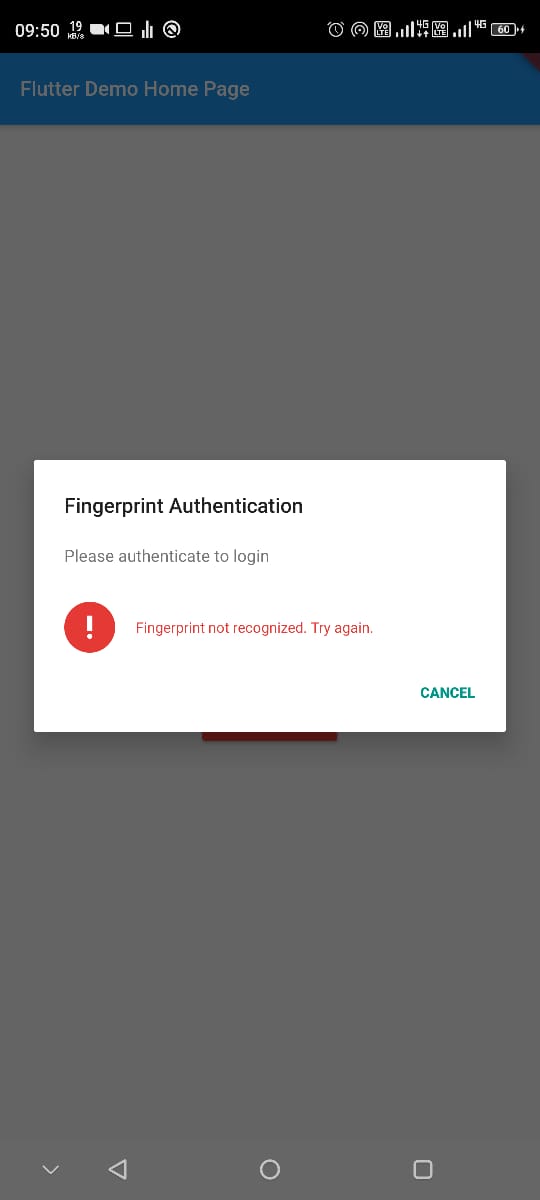 09:50 19 KB/s Vo LTE 4G Vo LTE 4G 60
Flutter Demo Home Page
Fingerprint Authentication
Please authenticate to login
Fingerprint not recognized. Try again.
CANCEL